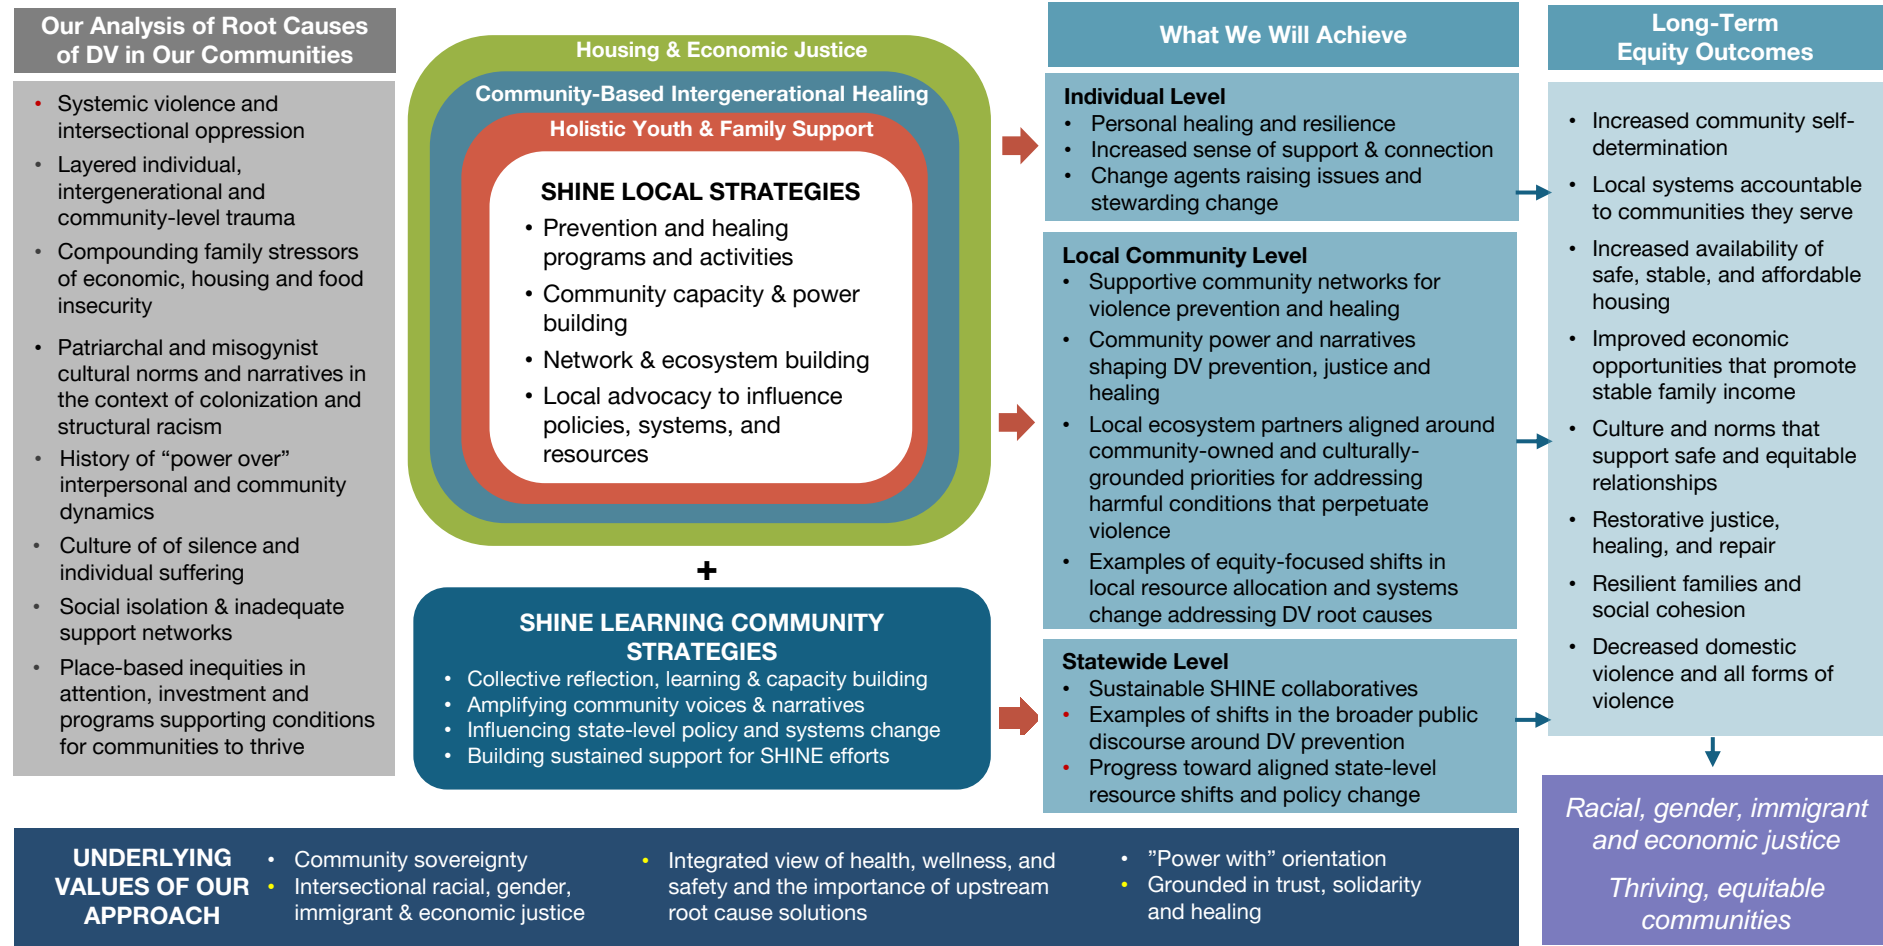 Our Analysis of Root Causes
of DV in Our Communities
• Systemic violence and
intersectional oppression
• Layered individual,
intergenerational and
community-level trauma
• Compounding family stressors
of economic, housing and food
insecurity
• Patriarchal and misogynist
cultural norms and narratives in
the context of colonization and
structural racism
• History of “power over”
interpersonal and community
dynamics
• Culture of of silence and
individual suffering
• Social isolation & inadequate
support networks
• Place-based inequities in
attention, investment and
programs supporting conditions
for communities to thrive
Housing & Economic Justice
Community-Based Intergenerational Healing
Holistic Youth & Family Support
SHINE LOCAL STRATEGIES
• Prevention and healing
programs and activities
• Community capacity & power
building
• Network & ecosystem building
• Local advocacy to influence
policies, systems, and
resources
+
SHINE LEARNING COMMUNITY
STRATEGIES
• Collective reflection, learning & capacity building
• Amplifying community voices & narratives
• Influencing state-level policy and systems change
• Building sustained support for SHINE efforts
What We Will Achieve
Individual Level
• Personal healing and resilience
• Increased sense of support & connection
• Change agents raising issues and
stewarding change
Local Community Level
• Supportive community networks for
violence prevention and healing
• Community power and narratives
shaping DV prevention, justice and
healing
• Local ecosystem partners aligned around
community-owned and culturally-
grounded priorities for addressing
harmful conditions that perpetuate
violence
• Examples of equity-focused shifts in
local resource allocation and systems
change addressing DV root causes
Statewide Level
• Sustainable SHINE collaboratives
• Examples of shifts in the broader public
discourse around DV prevention
• Progress toward aligned state-level
resource shifts and policy change
Long-Term
Equity Outcomes
• Increased community self-
determination
• Local systems accountable
to communities they serve
• Increased availability of
safe, stable, and affordable
housing
• Improved economic
opportunities that promote
stable family income
• Culture and norms that
support safe and equitable
relationships
• Restorative justice,
healing, and repair
• Resilient families and
social cohesion
• Decreased domestic
violence and all forms of
violence
Racial, gender, immigrant
and economic justice
Thriving, equitable
communities
UNDERLYING
VALUES OF OUR
APPROACH
• Community sovereignty
• Intersectional racial, gender,
immigrant & economic justice
• Integrated view of health, wellness, and
safety and the importance of upstream
root cause solutions
• ”Power with” orientation
• Grounded in trust, solidarity
and healing